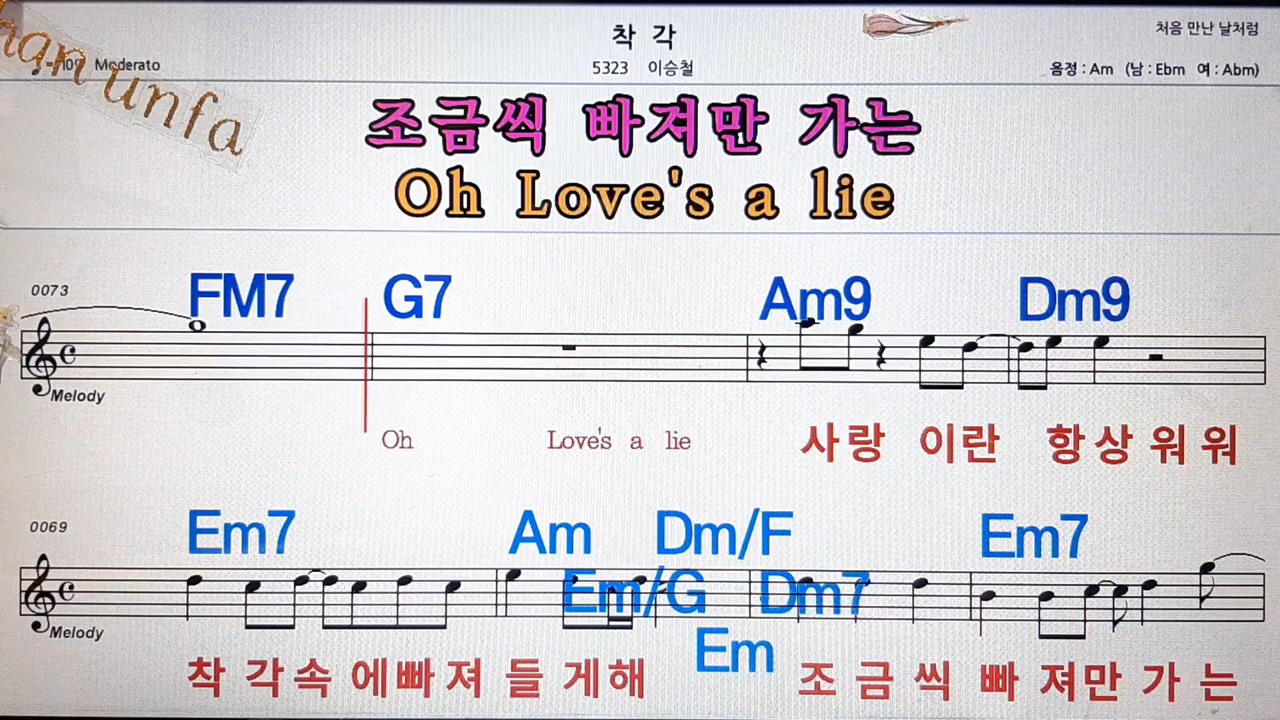 han unfa
착 각
5323 이승철
처음 만난 날처럼
Moderato
음정 : Am (남 : Ebm 여 : Abm)
조금씩 빠져만 가는
Oh Love's a lie
0073
FM7 G7 Am9 Dm9
Melody
Oh Love's a lie 사랑 이란 항상 워워
0069
Em7 Am Dm/F Em7
Em/G Dm7
Melody
Em
착 각속 에빠져 들 게해 조 금 씩 빠 져만 가 는